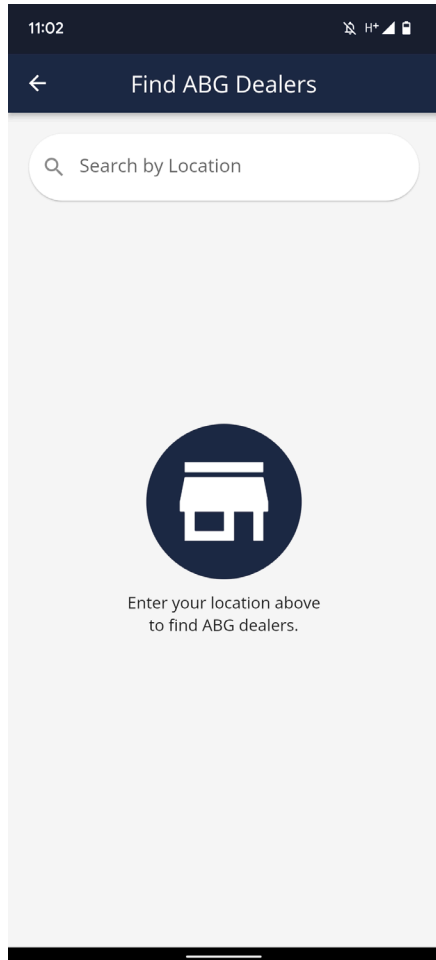 11:02
H+
Find ABG Dealers
Search by Location
Enter your location above
to find ABG dealers.